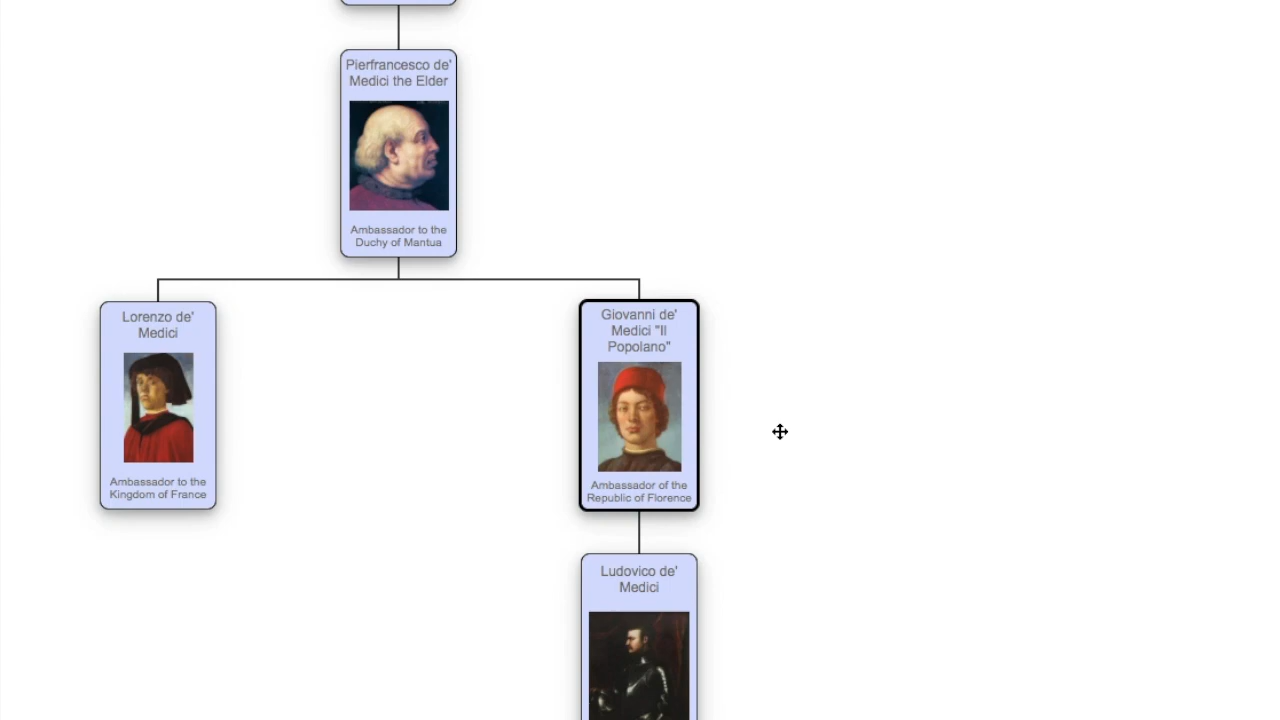 Pierfrancesco de'
Medici the Elder
Ambassador to the
Duchy of Mantua
Lorenzo de'
Medici
Ambassador to the
Kingdom of France
Giovanni de'
Medici "Il
Popolano"
Ambassador of the
Republic of Florence
Ludovico de'
Medici